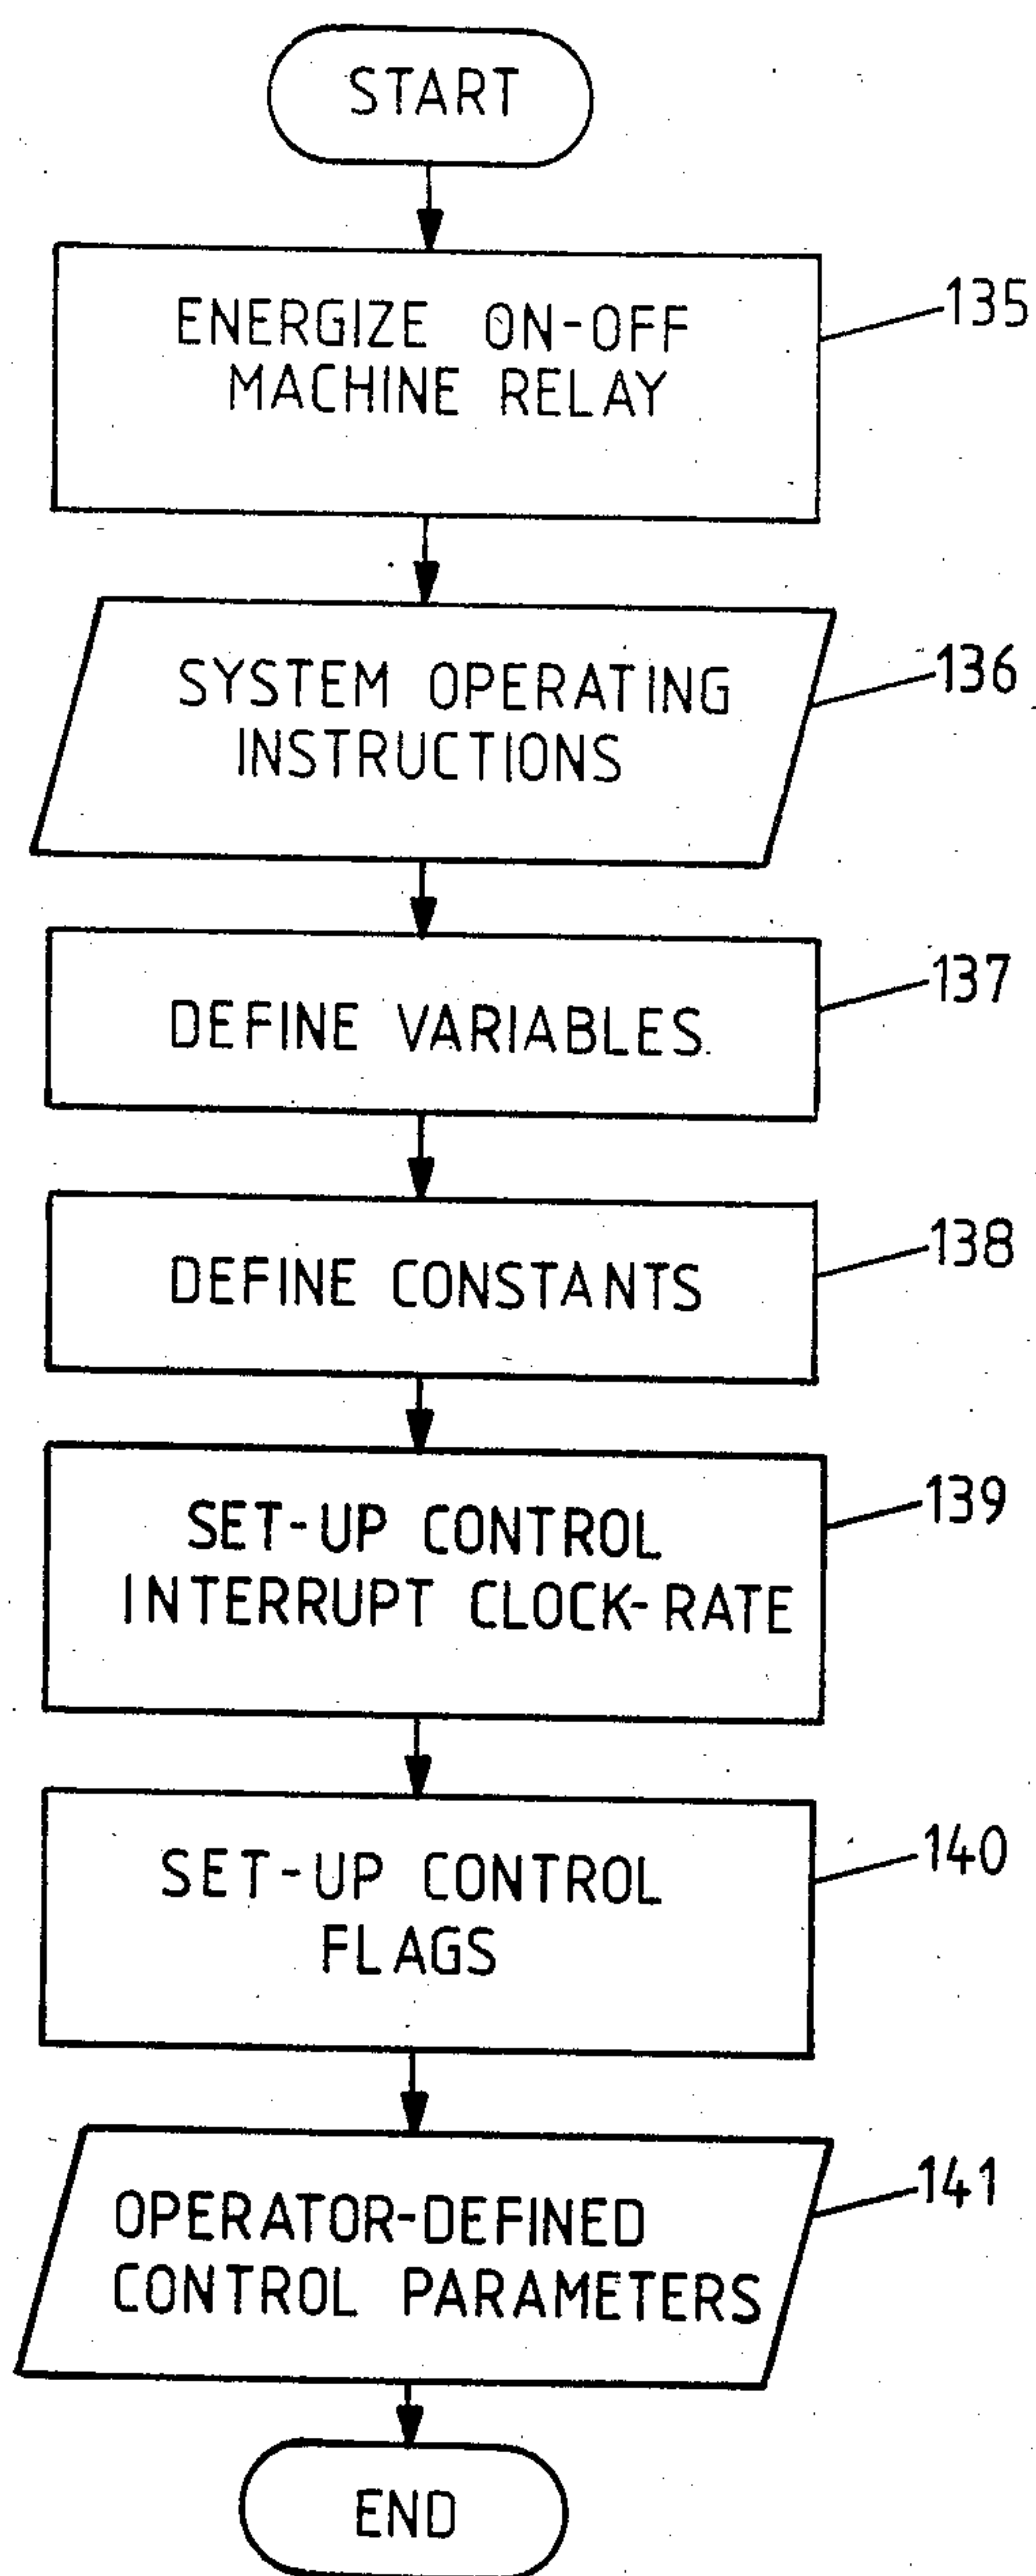 START
ENERGIZE ON-OFF
MACHINE RELAY
135
SYSTEM OPERATING
INSTRUCTIONS
136
DEFINE VARIABLES
137
DEFINE CONSTANTS
138
SET-UP CONTROL
INTERRUPT CLOCK-RATE
139
SET-UP CONTROL
FLAGS
140
OPERATOR-DEFINED
CONTROL PARAMETERS
141
END